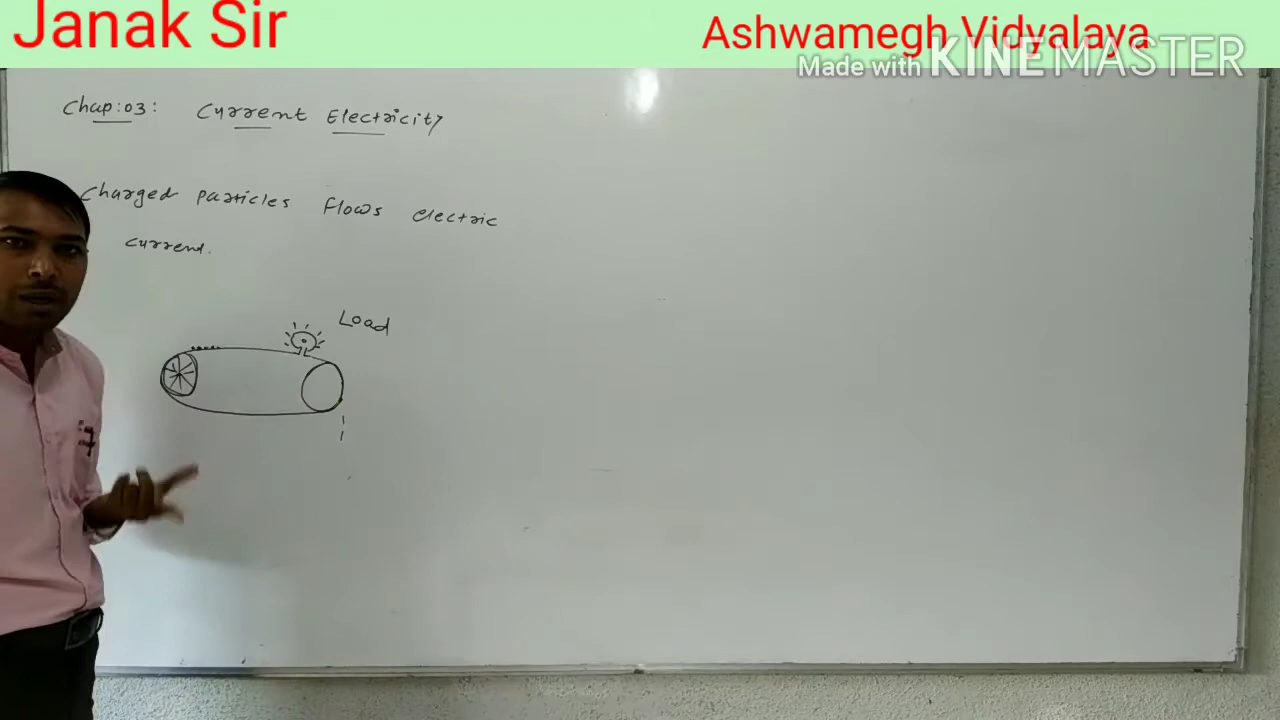 Janak Sir
Ashwamegh Vidyalaya
Made with KINEMASTER
Chap:03: Current Electricity
Charged particles flows electric
current.
Load